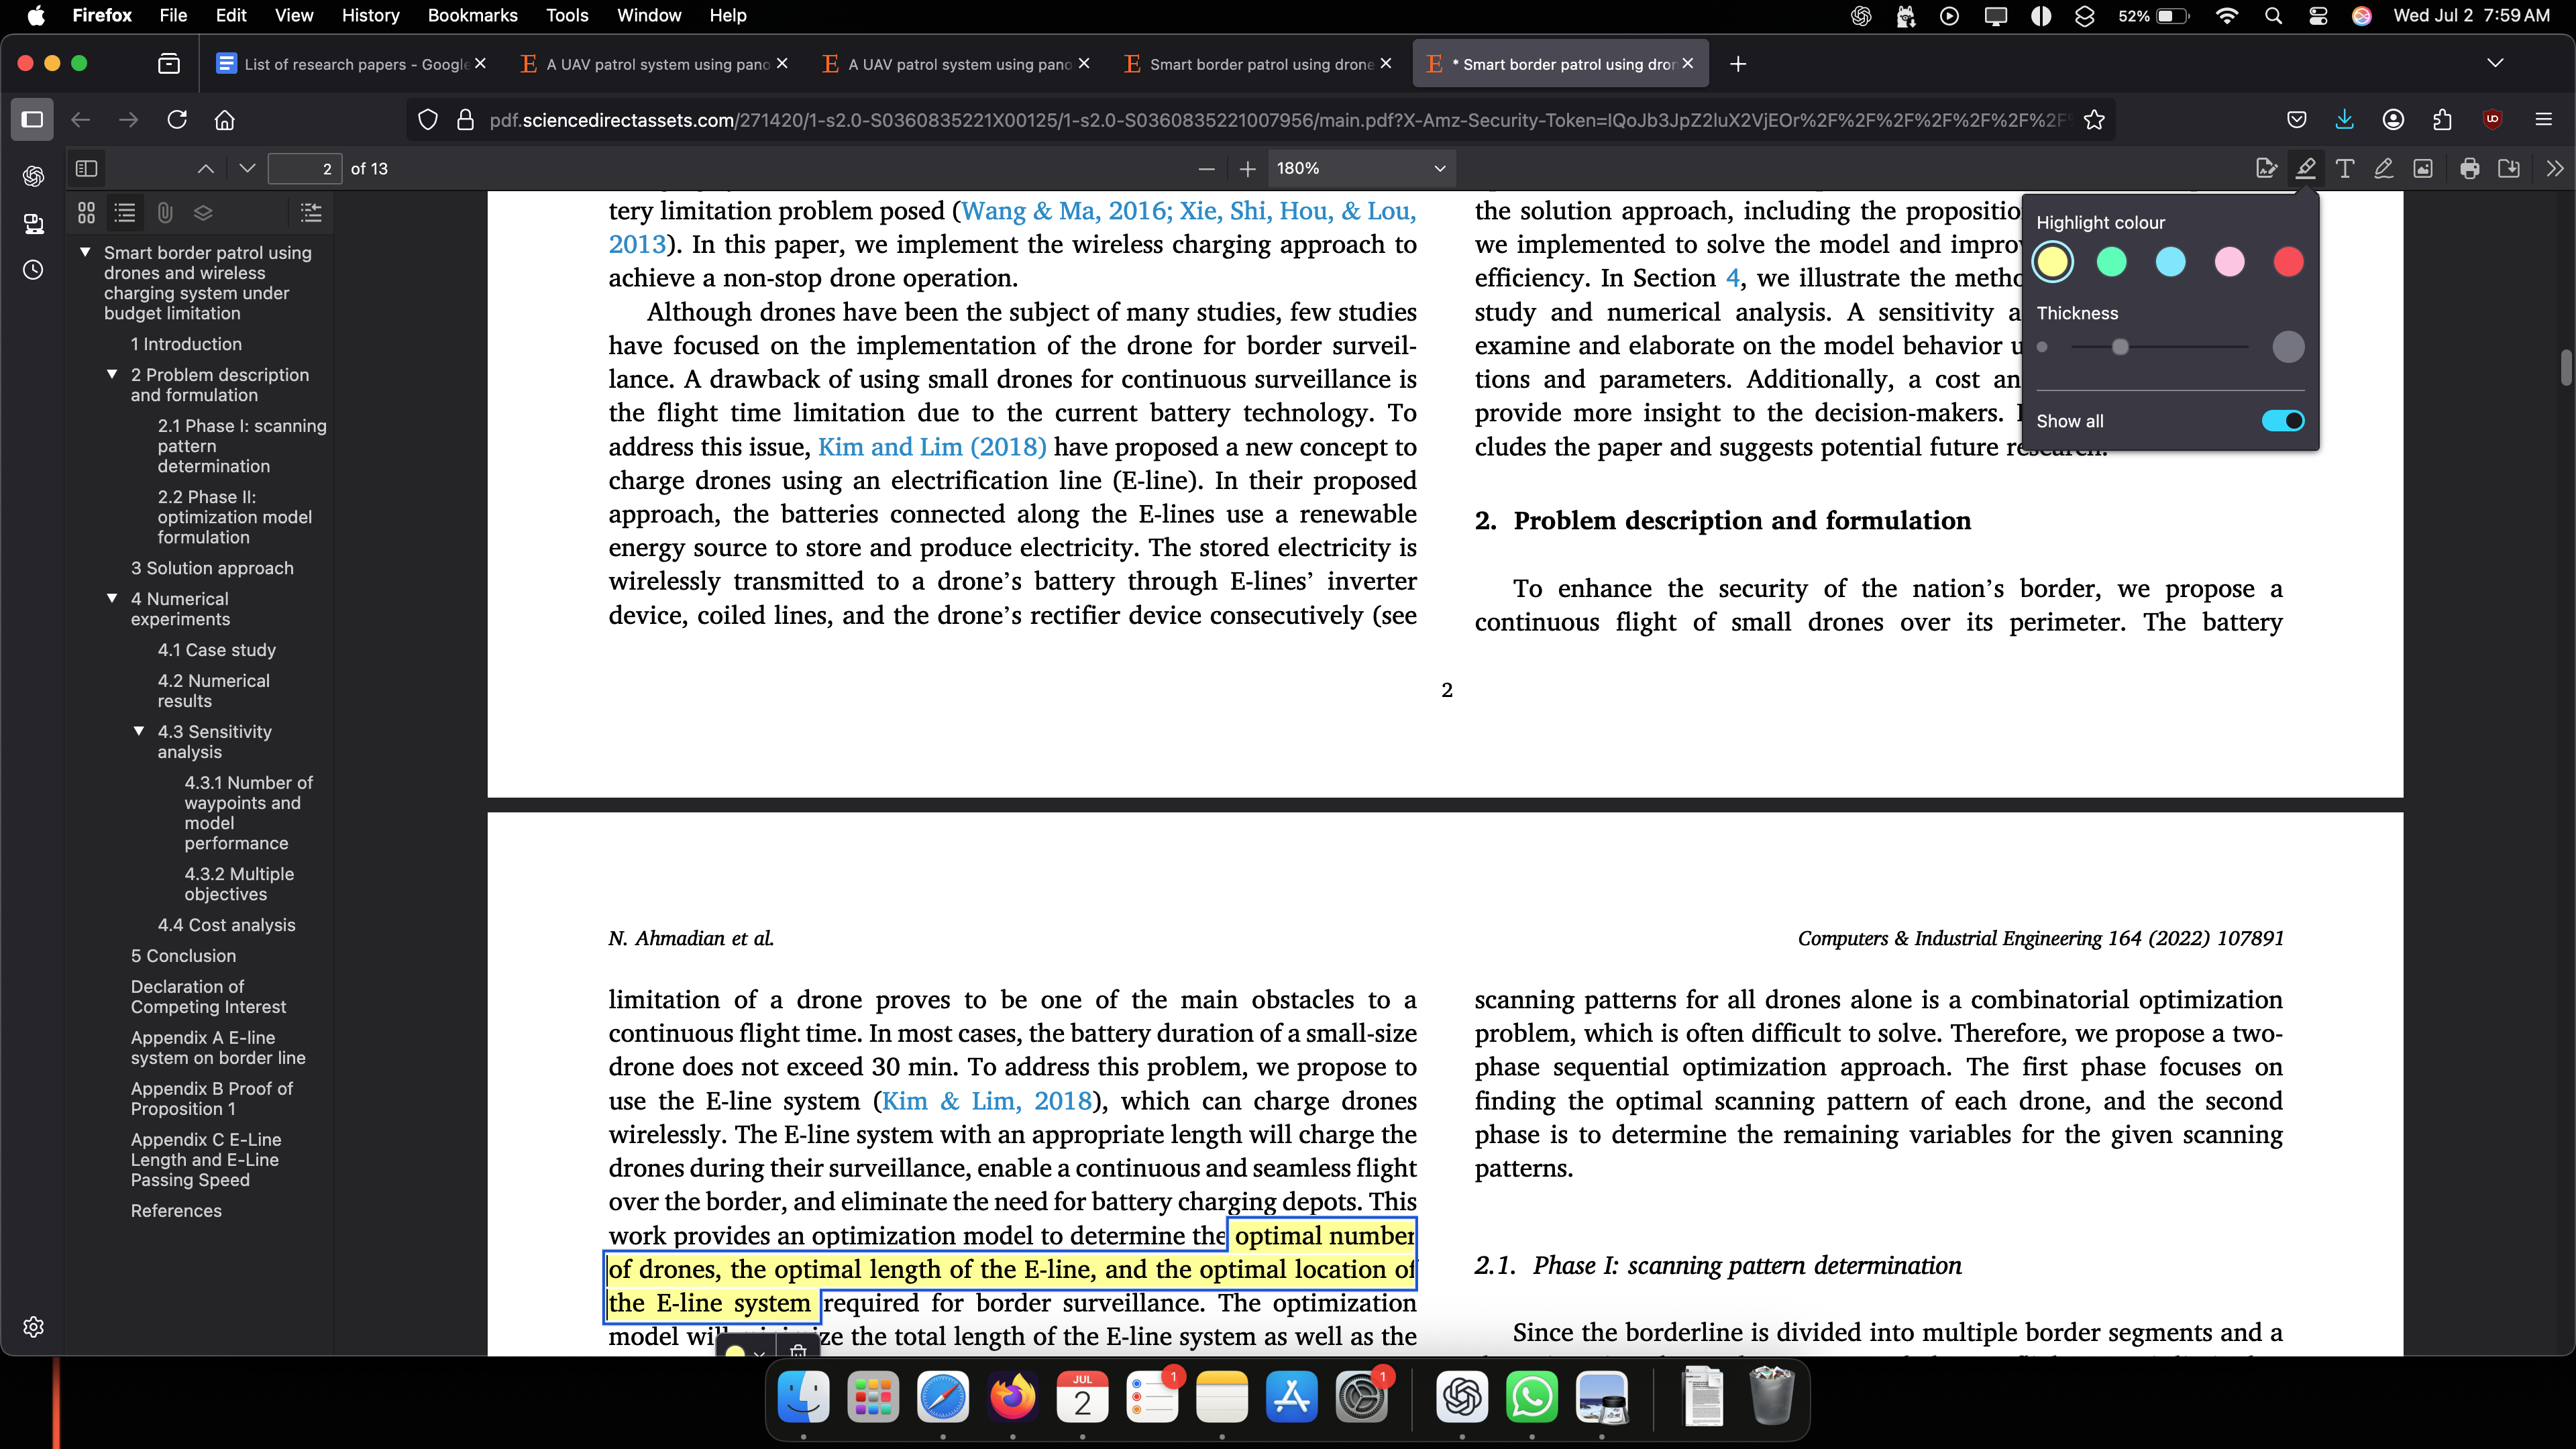 Firefox File Edit View History Bookmarks Tools Window Help 52% Wed Jul 2 7:59 AM
List of research papers - Google
A UAV patrol system using pano
A UAV patrol system using pano
Smart border patrol using drone
* Smart border patrol using dron
pdf.sciencedirectassets.com/271420/1-s2.0-S0360835221X00125/1-s2.0-S0360835221007956/main.pdf?X-Amz-Security-Token=IQoJb3JpZ2luX2VjEOr%2F%2F%2F%2F%2F%2F%2F
2 of 13
180%
Smart border patrol using
drones and wireless
charging system under
budget limitation
1 Introduction
2 Problem description
and formulation
2.1 Phase I: scanning
pattern
determination
2.2 Phase II:
optimization model
formulation
3 Solution approach
4 Numerical
experiments
4.1 Case study
4.2 Numerical
results
4.3 Sensitivity
analysis
4.3.1 Number of
waypoints and
model
performance
4.3.2 Multiple
objectives
4.4 Cost analysis
5 Conclusion
Declaration of
Competing Interest
Appendix A E-line
system on border line
Appendix B Proof of
Proposition 1
Appendix C E-Line
Length and E-Line
Passing Speed
References
tery limitation problem posed (Wang & Ma, 2016; Xie, Shi, Hou, & Lou,
2013). In this paper, we implement the wireless charging approach to
achieve a non-stop drone operation.
Although drones have been the subject of many studies, few studies
have focused on the implementation of the drone for border surveil-
lance. A drawback of using small drones for continuous surveillance is
the flight time limitation due to the current battery technology. To
address this issue, Kim and Lim (2018) have proposed a new concept to
charge drones using an electrification line (E-line). In their proposed
approach, the batteries connected along the E-lines use a renewable
energy source to store and produce electricity. The stored electricity is
wirelessly transmitted to a drone's battery through E-lines' inverter
device, coiled lines, and the drone's rectifier device consecutively (see
the solution approach, including the propositio
we implemented to solve the model and improv
efficiency. In Section 4, we illustrate the metho
study and numerical analysis. A sensitivity a
examine and elaborate on the model behavior u
tions and parameters. Additionally, a cost an
provide more insight to the decision-makers.
cludes the paper and suggests potential future research.
Highlight colour
Thickness
Show all
2. Problem description and formulation
To enhance the security of the nation's border, we propose a
continuous flight of small drones over its perimeter. The battery
2
N. Ahmadian et al.
Computers & Industrial Engineering 164 (2022) 107891
limitation of a drone proves to be one of the main obstacles to a
continuous flight time. In most cases, the battery duration of a small-size
drone does not exceed 30 min. To address this problem, we propose to
use the E-line system (Kim & Lim, 2018), which can charge drones
wirelessly. The E-line system with an appropriate length will charge the
drones during their surveillance, enable a continuous and seamless flight
over the border, and eliminate the need for battery charging depots. This
work provides an optimization model to determine the optimal number
of drones, the optimal length of the E-line, and the optimal location of
the E-line system required for border surveillance. The optimization
model will minimize the total length of the E-line system as well as the
scanning patterns for all drones alone is a combinatorial optimization
problem, which is often difficult to solve. Therefore, we propose a two-
phase sequential optimization approach. The first phase focuses on
finding the optimal scanning pattern of each drone, and the second
phase is to determine the remaining variables for the given scanning
patterns.
2.1. Phase I: scanning pattern determination
Since the borderline is divided into multiple border segments and a
JUL
2
1
1